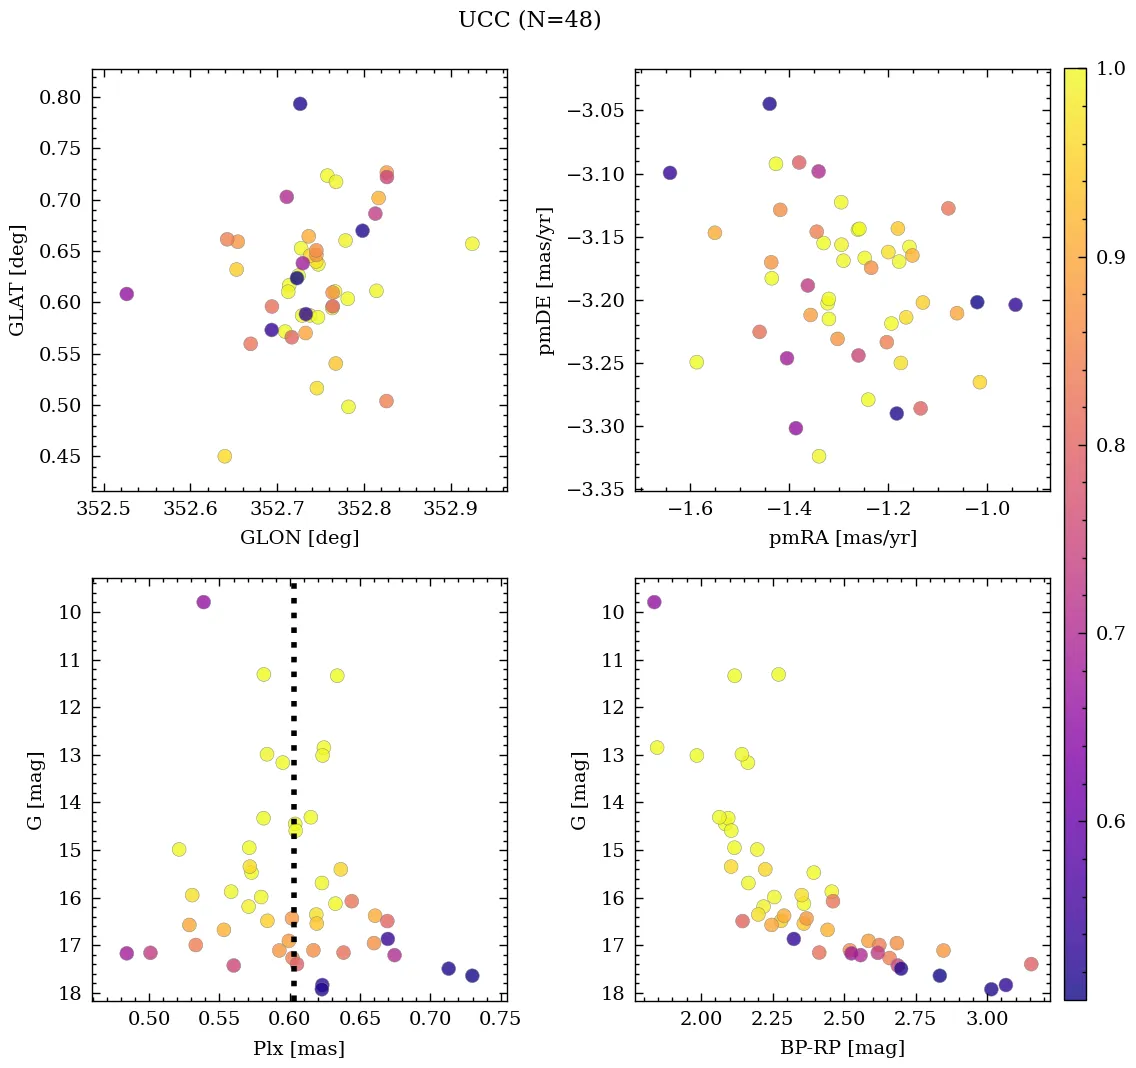 UCC (N=48)
0.80
0.75
0.70
0.65
0.60
0.55
0.50
0.45
GLAT [deg]
352.5 352.6 352.7 352.8 352.9
GLON [deg]
−3.05
−3.10
−3.15
−3.20
−3.25
−3.30
−3.35
pmDE [mas/yr]
−1.6 −1.4 −1.2 −1.0
pmRA [mas/yr]
10
11
12
13
14
15
16
17
18
G [mag]
0.50 0.55 0.60 0.65 0.70 0.75
Plx [mas]
10
11
12
13
14
15
16
17
18
G [mag]
2.00 2.25 2.50 2.75 3.00
BP-RP [mag]
1.0
0.9
0.8
0.7
0.6